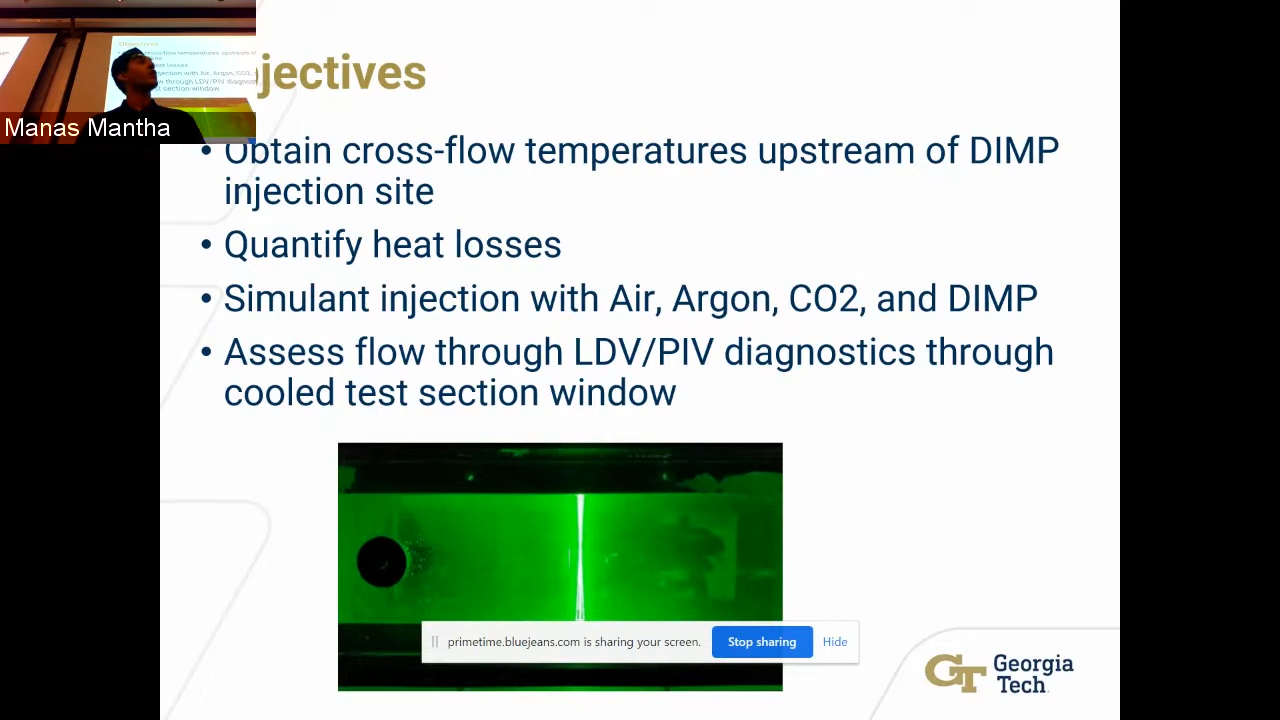 Manas Mantha
jectives
• Obtain cross-flow temperatures upstream of DIMP
injection site
• Quantify heat losses
• Simulant injection with Air, Argon, CO2, and DIMP
• Assess flow through LDV/PIV diagnostics through
cooled test section window
primetime.bluejeans.com is sharing your screen.
Stop sharing
Hide
GT Georgia
Tech